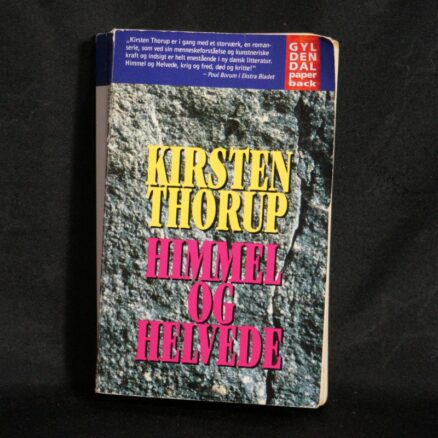 „Kirsten Thorup er i gang med et storværk, en roman-
serie, som ved sin menneskeforståelse og kunstneriske
kraft og indsigt er helt enestående i ny dansk litteratur.
Himmel og Helvede, krig og fred, død og kritte!"
– Poul Borum i Ekstra Bladet
GYL
DEN
DAL
paper
back
KIRSTEN
THORUP
HIMMEL
OG
HELVEDE